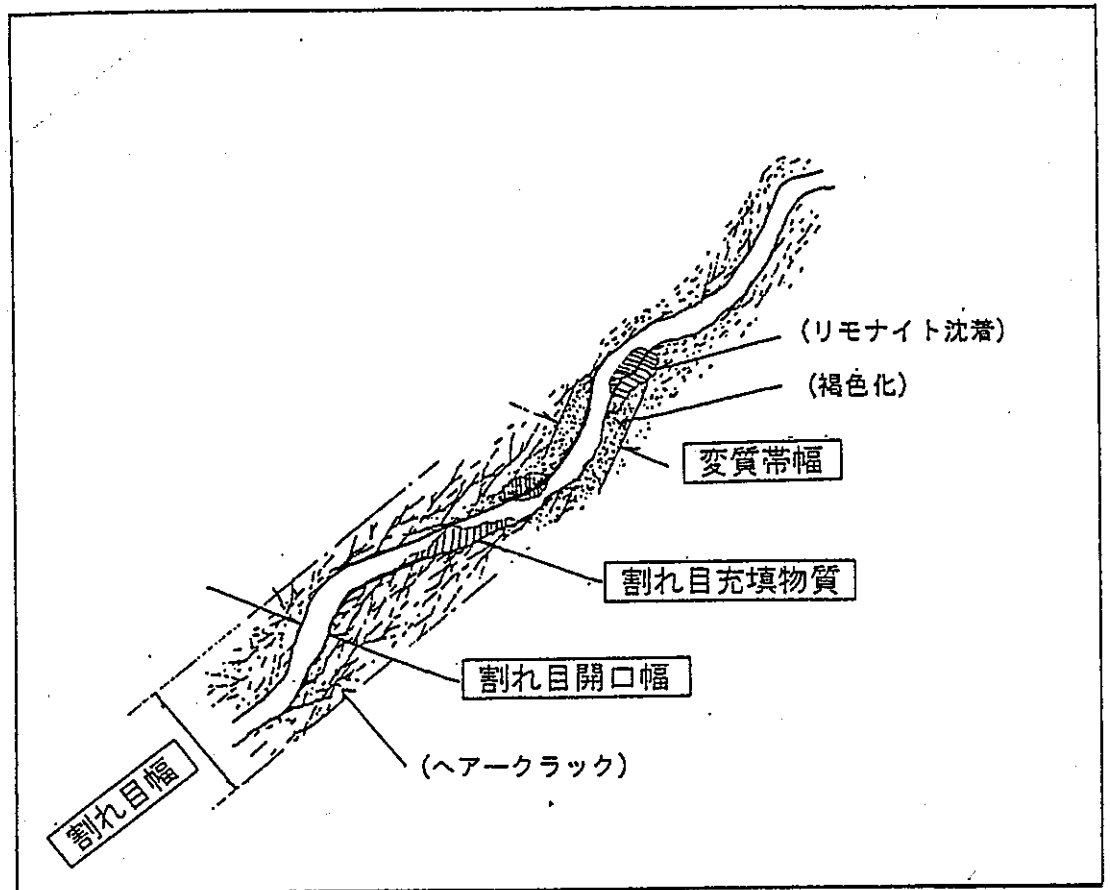 (リモナイト沈着)
(褐色化)
変質帯幅
割れ目充填物質
割れ目開口幅
(ヘアークラック)
割れ目幅